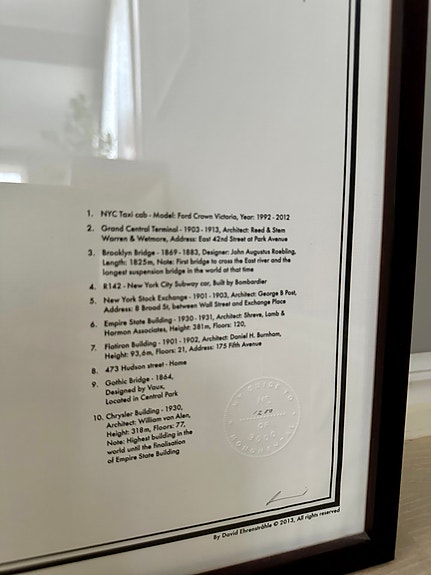 1. NYC Taxi cab - Model: Ford Crown Victoria, Year: 1992 - 2012
2. Grand Central Terminal - 1903 - 1913, Architect: Reed & Stem
Warren & Wetmore, Address: East 42nd Street at Park Avenue
3. Brooklyn Bridge - 1869 - 1883, Designer: John Augustus Roebling,
Length: 1825m, Note: First bridge to cross the East river and the
longest suspension bridge in the world at that time
4. R142 - New York City Subway car, Built by Bombardier
5. New York Stock Exchange - 1901 - 1903, Architect: George B Post,
Address: 8 Broad St, between Wall Street and Exchange Place
6. Empire State Building - 1930 - 1931, Architect: Shreve, Lamb &
Harmon Associates, Height: 381m, Floors: 120,
7. Flatiron Building - 1901 - 1902, Architect: Daniel H. Burnham,
Height: 93,6m, Floors: 21, Address: 175 Fifth Avenue
8. 473 Hudson street - Home
9. Gothic Bridge - 1864,
Designed by Vaux,
Located in Central Park
10. Chrysler Building - 1930,
Architect: William van Alen,
Height: 318m, Floors: 77,
Note: Highest building in the
world until the finalisation
of Empire State Building
GUIDE TO
No
OF
By David Ehrenstråhle © 2013, All rights reserved